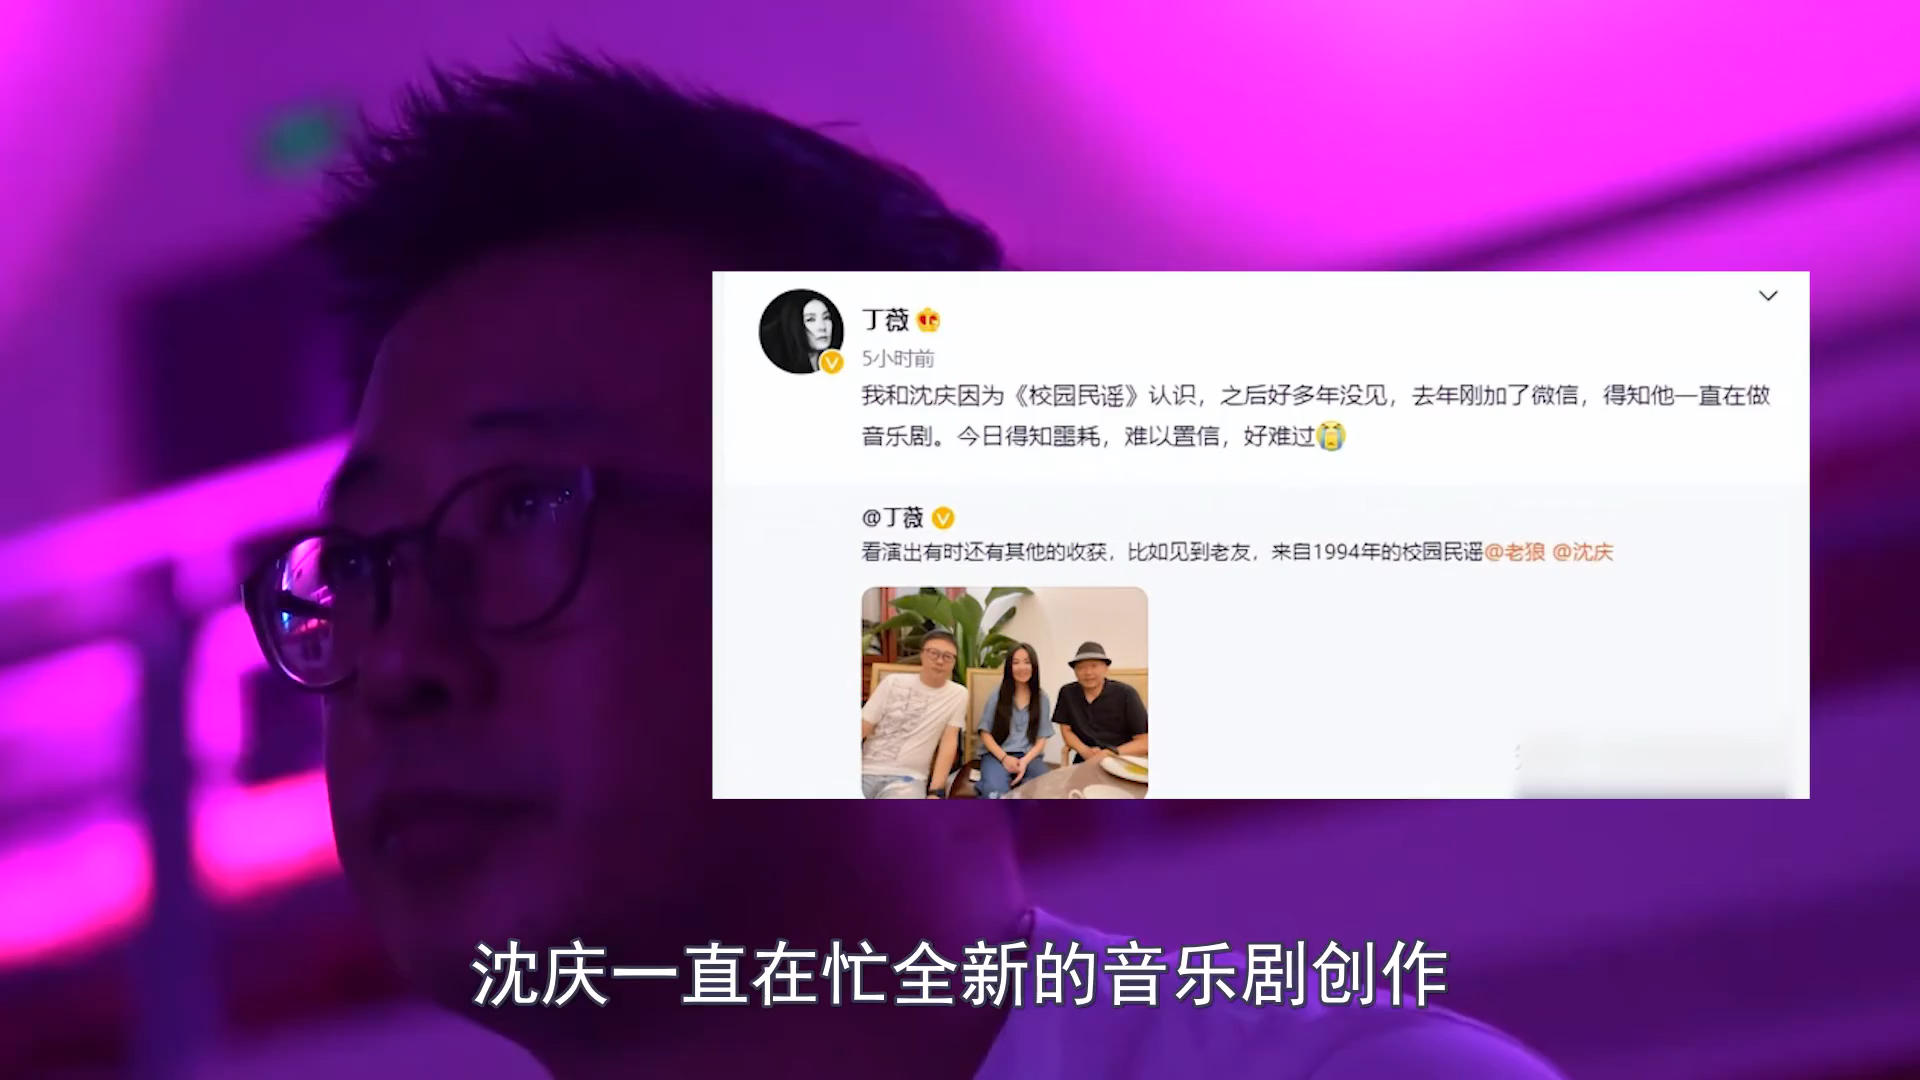 丁薇
5小时前
我和沈庆因为《校园民谣》认识，之后好多年没见，去年刚加了微信，得知他一直在做
音乐剧。今日得知噩耗，难以置信，好难过
@丁薇
看演出有时还有其他的收获，比如见到老友，来自1994年的校园民谣@老狼 @沈庆
沈庆一直在忙全新的音乐剧创作